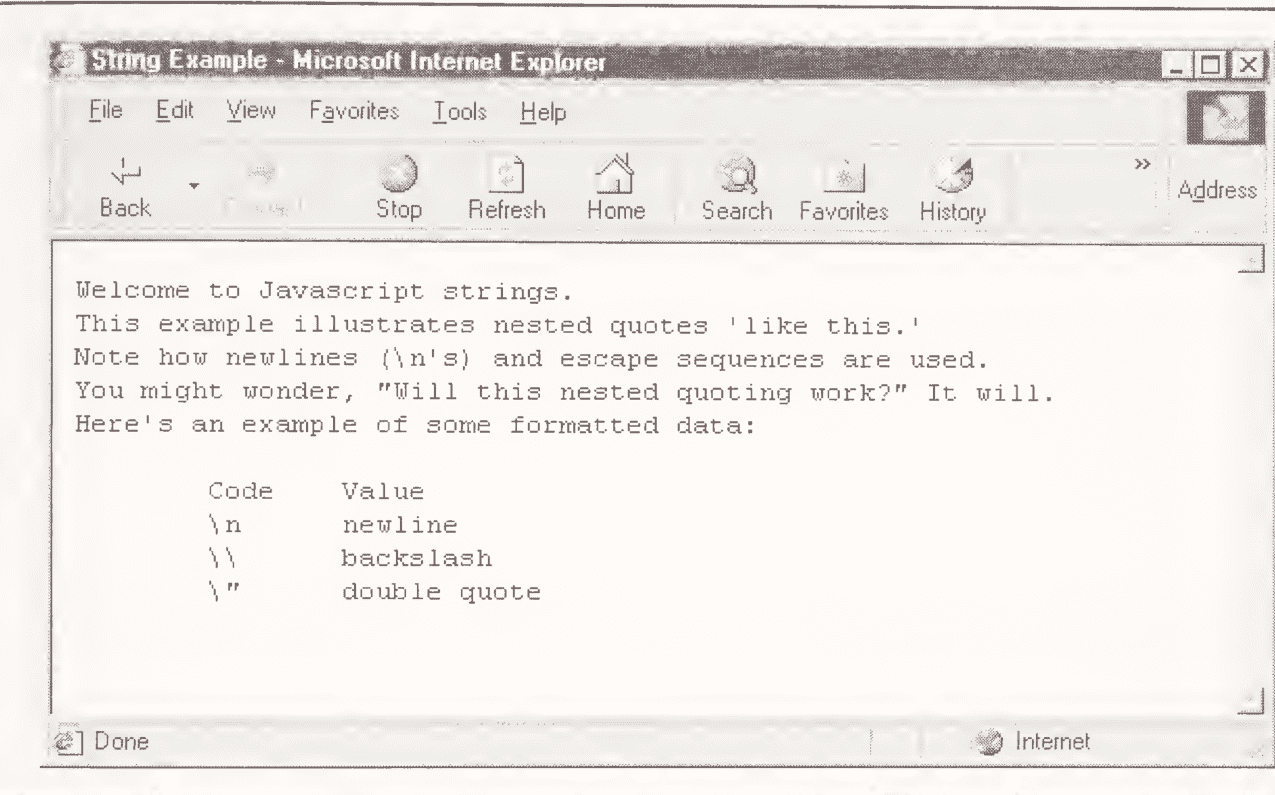 String Example - Microsoft Internet Explorer
File Edit View Favorites Tools Help
Back Stop Refresh Home Search Favorites History » Address
Welcome to Javascript strings.
This example illustrates nested quotes 'like this.'
Note how newlines (\n's) and escape sequences are used.
You might wonder, "Will this nested quoting work?" It will.
Here's an example of some formatted data:
Code Value
\n newline
\\ backslash
\" double quote
Done Internet